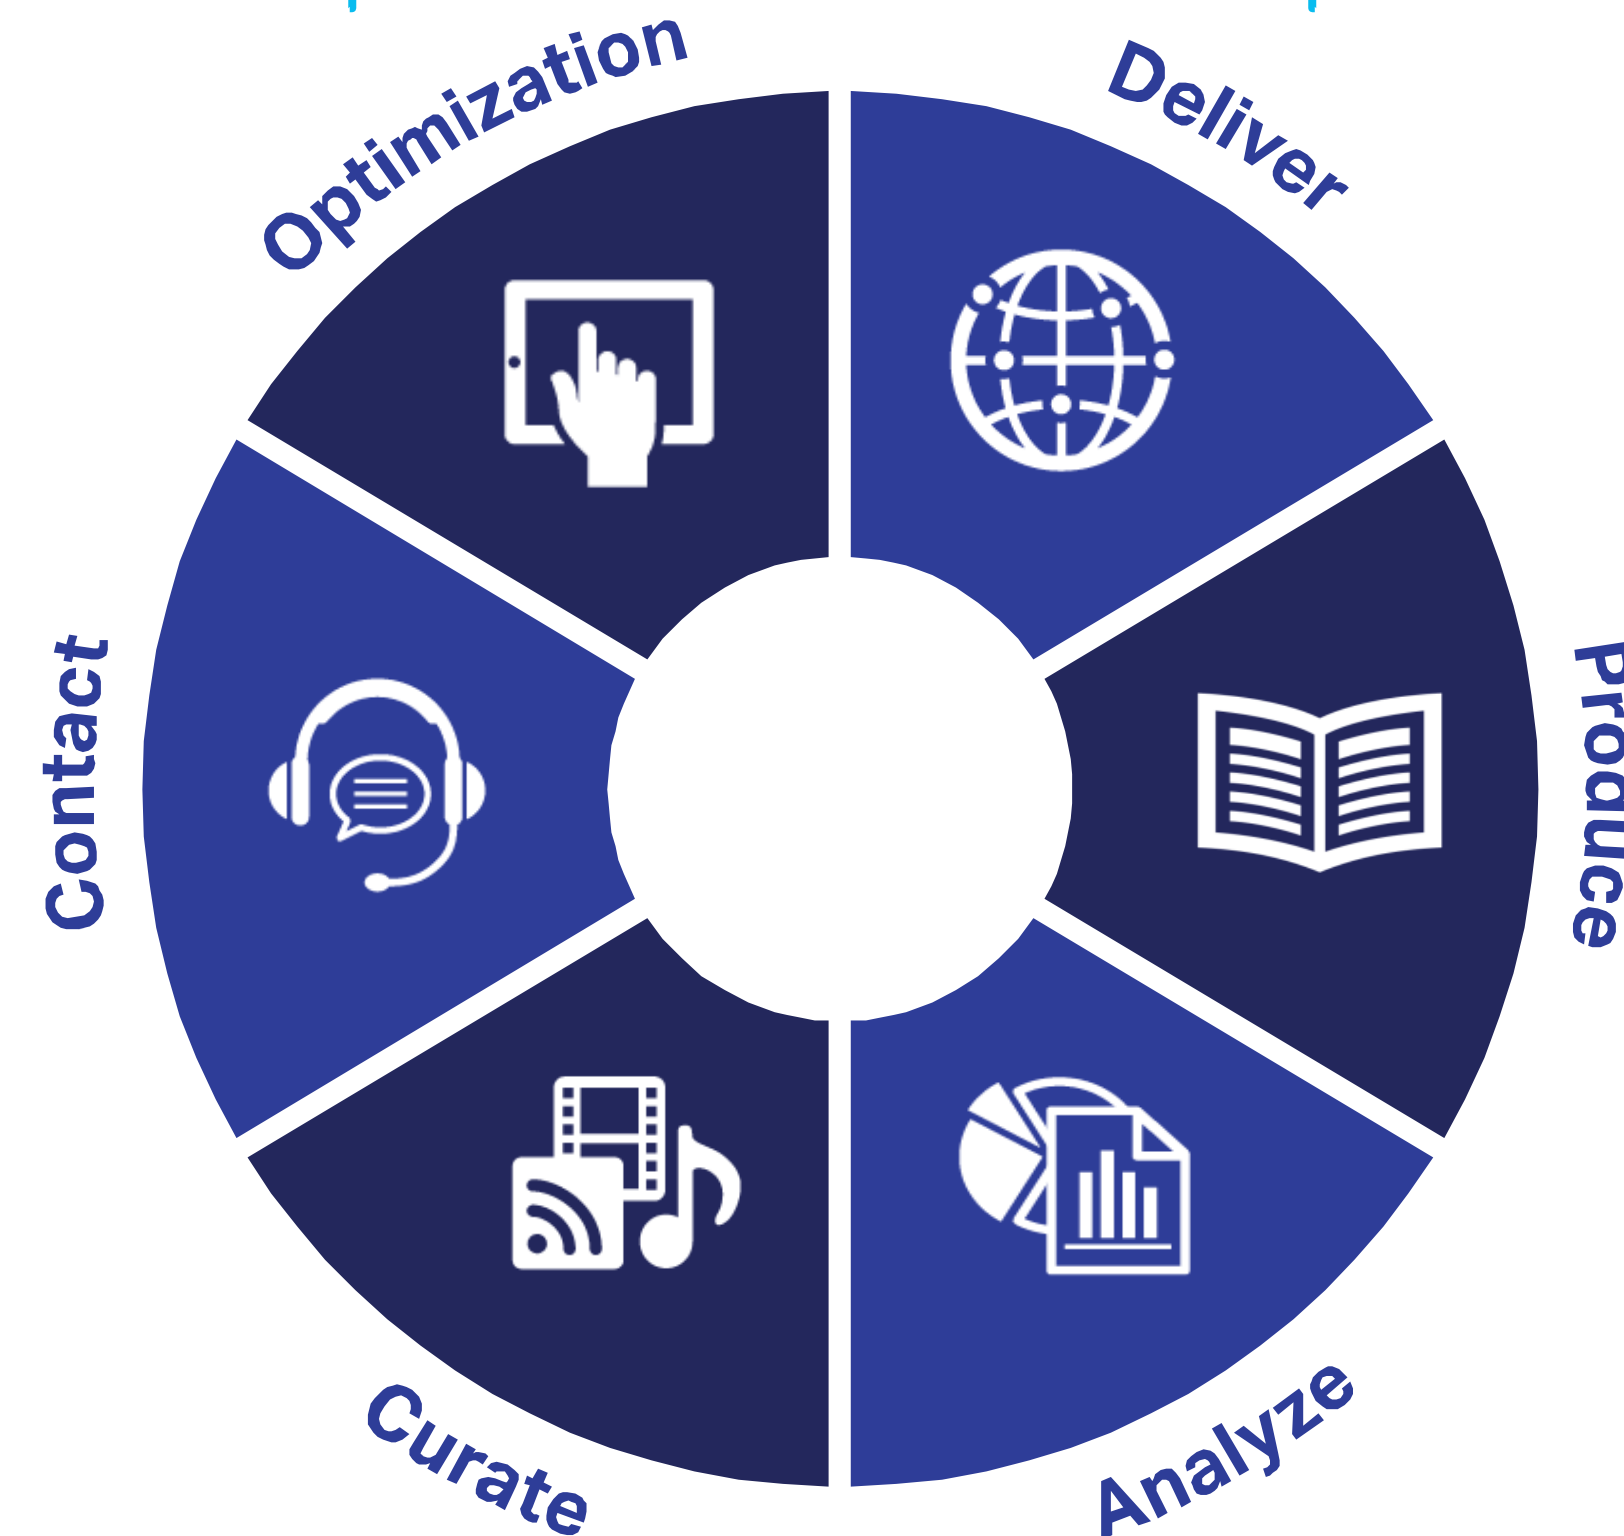 Optimization
Deliver
Contact
Produce
Curate
Analyze